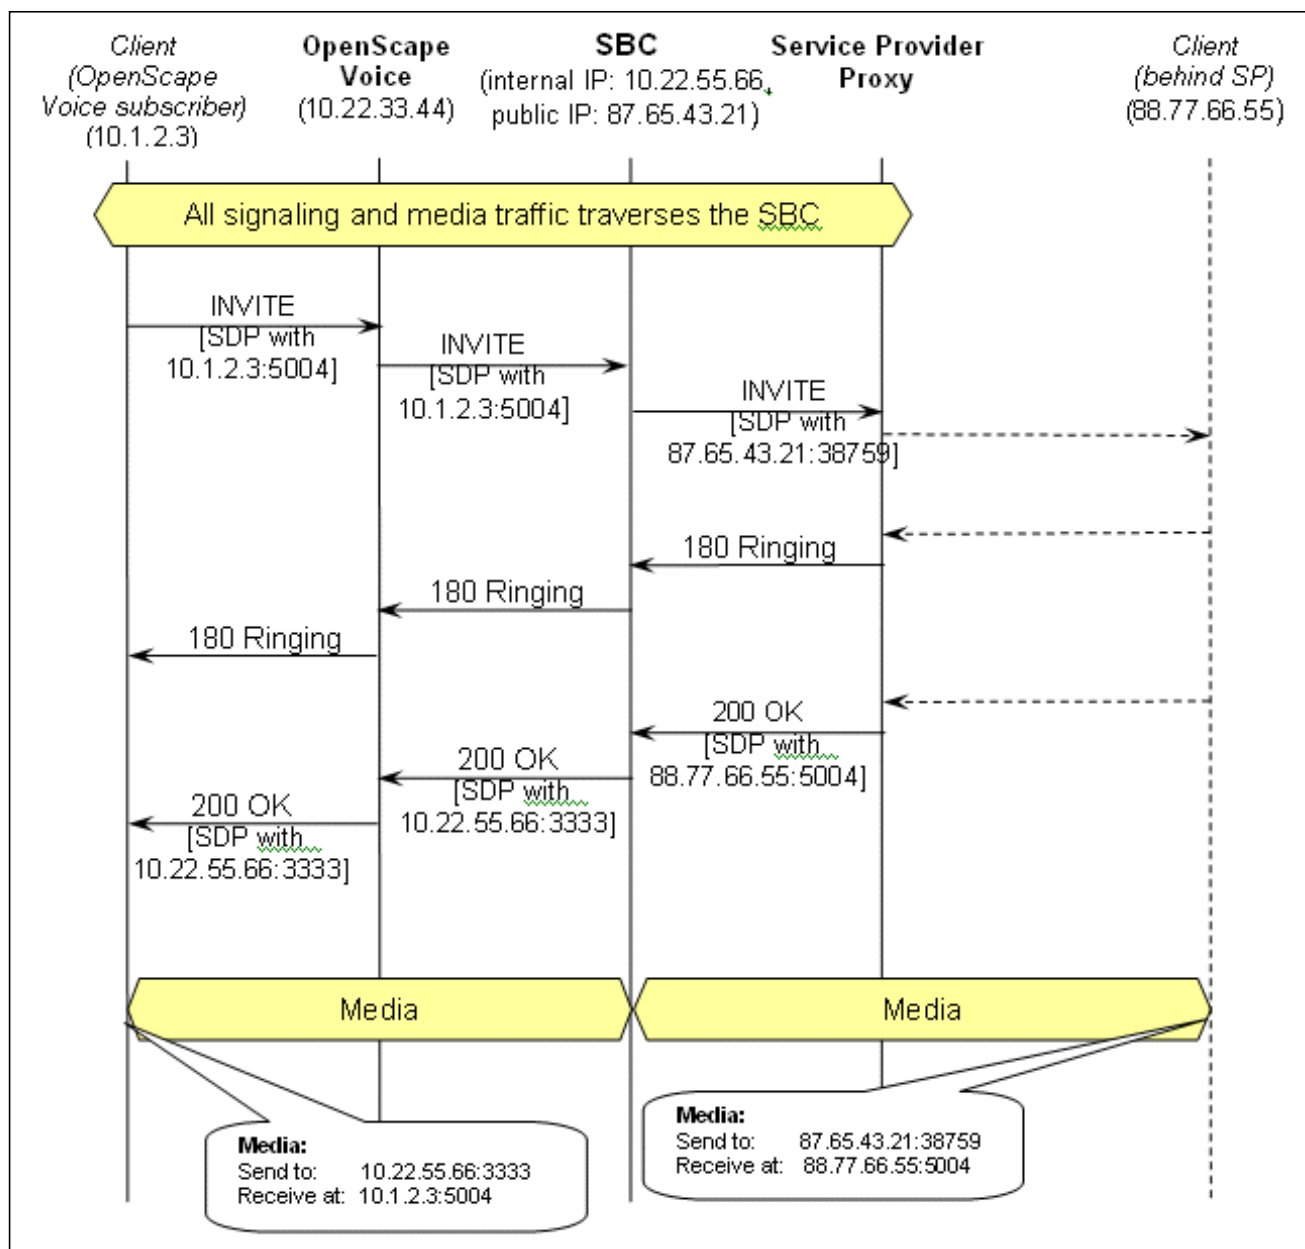 Client
(OpenScape
Voice subscriber)
(10.1.2.3)
OpenScape
Voice
(10.22.33.44)
SBC
(internal IP: 10.22.55.66,
public IP: 87.65.43.21)
Service Provider
Proxy
Client
(behind SP)
(88.77.66.55)
All signaling and media traffic traverses the SBC
INVITE
[SDP with
10.1.2.3:5004]
INVITE
[SDP with
10.1.2.3:5004]
INVITE
[SDP with
87.65.43.21:38759]
180 Ringing
180 Ringing
180 Ringing
200 OK
[SDP with
88.77.66.55:5004]
200 OK
[SDP with
10.22.55.66:3333]
200 OK
[SDP with
10.22.55.66:3333]
Media
Media
Media:
Send to: 10.22.55.66:3333
Receive at: 10.1.2.3:5004
Media:
Send to: 87.65.43.21:38759
Receive at: 88.77.66.55:5004